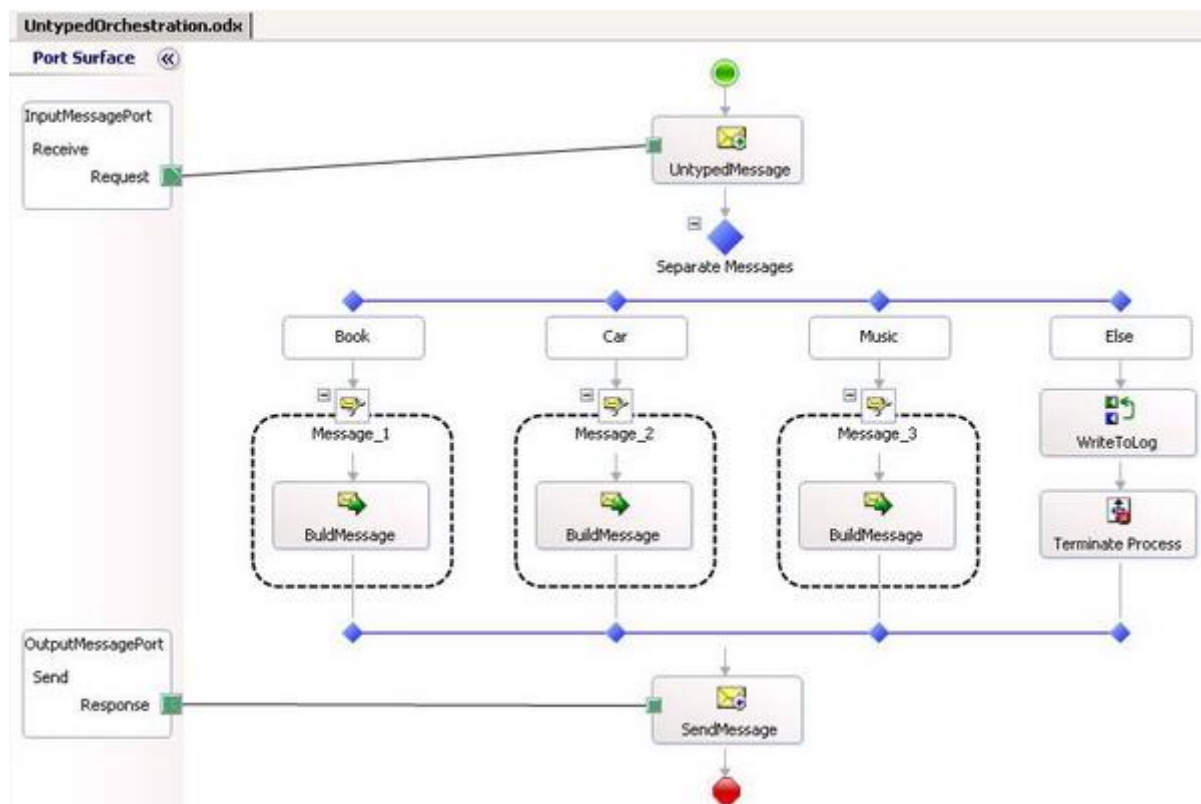 UntypedOrchestration.odx
Port Surface
InputMessagePort
Receive
Request
UntypedMessage
Separate Messages
Book
Car
Music
Else
Message_1
Message_2
Message_3
WriteToLog
BuldMessage
BuildMessage
BuildMessage
Terminate Process
OutputMessagePort
Send
Response
SendMessage